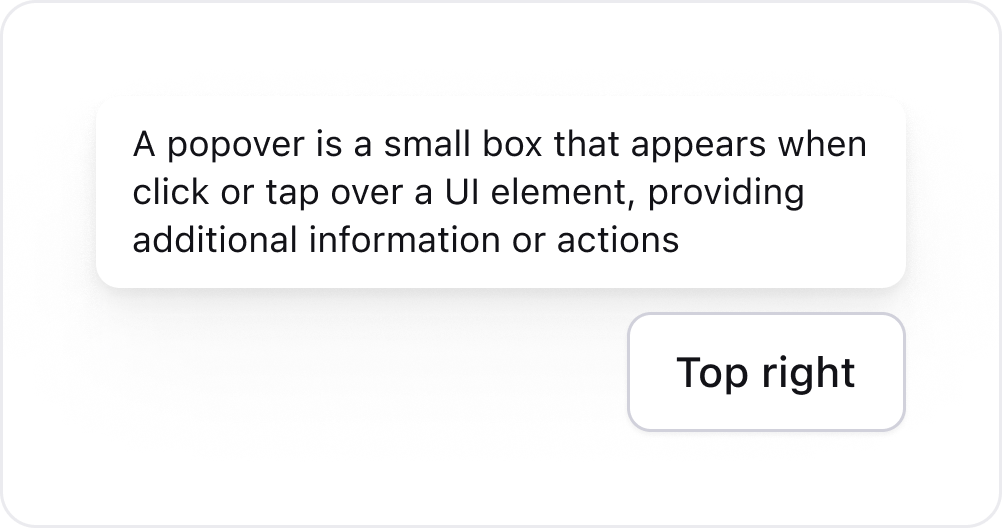 A popover is a small box that appears when
click or tap over a UI element, providing
additional information or actions
Top right